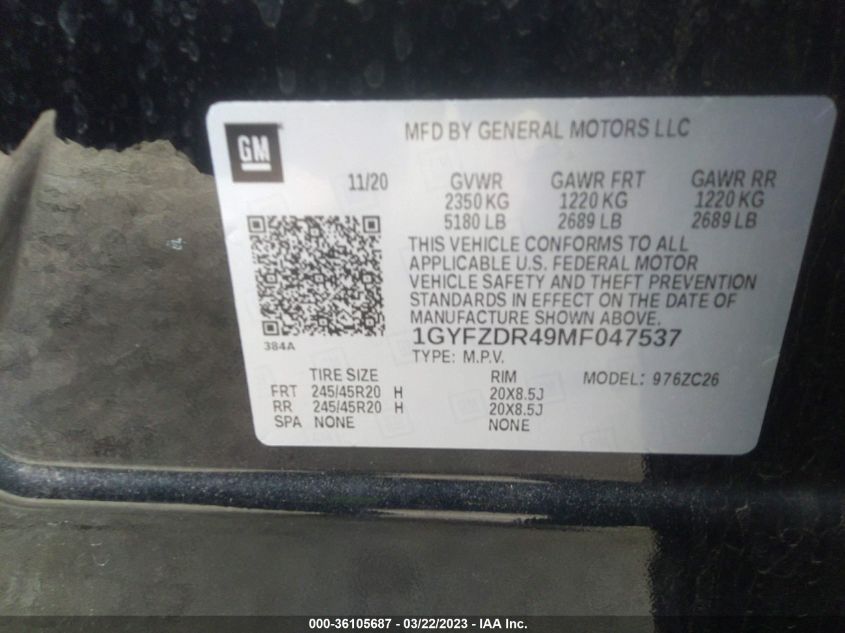 GM
MFD BY GENERAL MOTORS LLC
11/20 GVWR GAWR FRT GAWR RR
2350 KG 1220 KG 1220 KG
5180 LB 2689 LB 2689 LB
THIS VEHICLE CONFORMS TO ALL
APPLICABLE U.S. FEDERAL MOTOR
VEHICLE SAFETY AND THEFT PREVENTION
STANDARDS IN EFFECT ON THE DATE OF
MANUFACTURE SHOWN ABOVE.
384A
1GYFZDR49MF047537
TYPE: M.P.V.
TIRE SIZE RIM MODEL: 976ZC26
FRT 245/45R20 H 20X8.5J
RR 245/45R20 H 20X8.5J
SPA NONE NONE
000-36105687 - 03/22/2023 - IAA Inc.